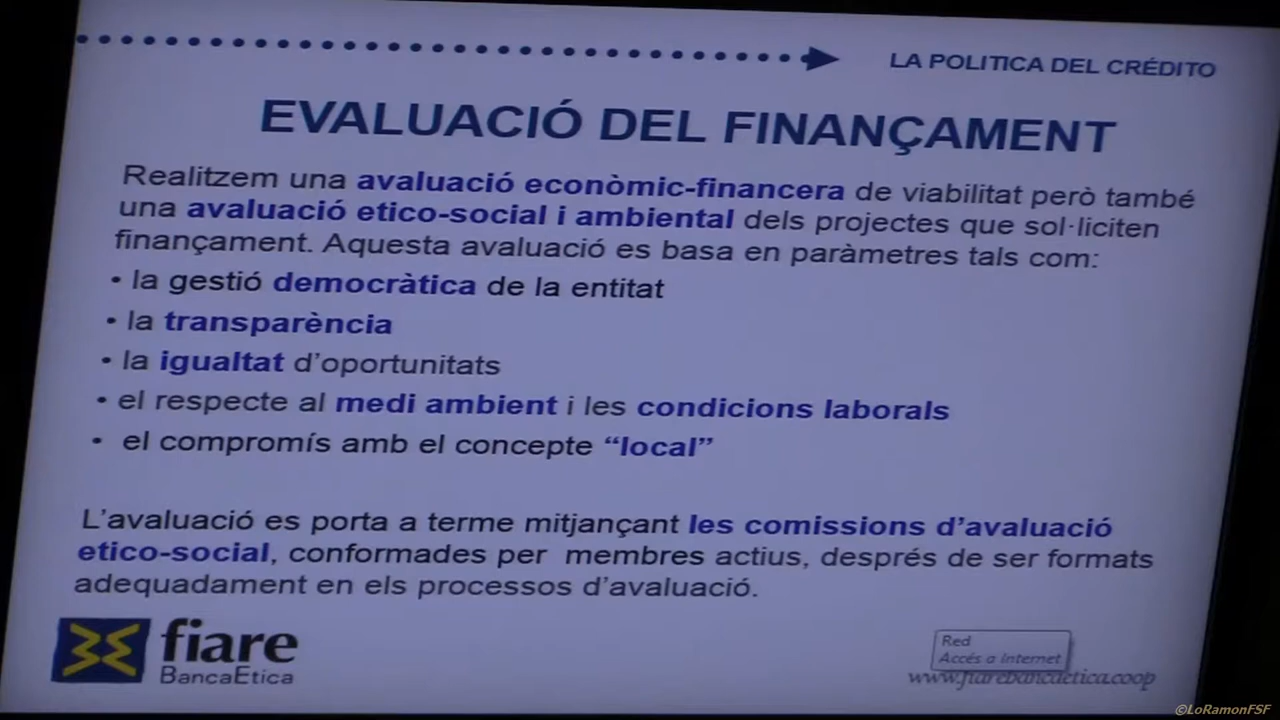 LA POLITICA DEL CRÉDITO
EVALUACIÓ DEL FINANÇAMENT
Realitzem una avaluació econòmic-financera de viabilitat però també
una avaluació etico-social i ambiental dels projectes que sol·liciten
finançament. Aquesta avaluació es basa en paràmetres tals com:
• la gestió democràtica de la entitat
• la transparència
• la igualtat d’oportunitats
• el respecte al medi ambient i les condicions laborals
• el compromís amb el concepte “local”
L’avaluació es porta a terme mitjançant les comissions d’avaluació
etico-social, conformades per membres actius, després de ser formats
adequadament en els processos d’avaluació.
fiare
BancaEtica
Red
Accés a Internet
www.fiarebancaetica.coop
©LoRamonFSF